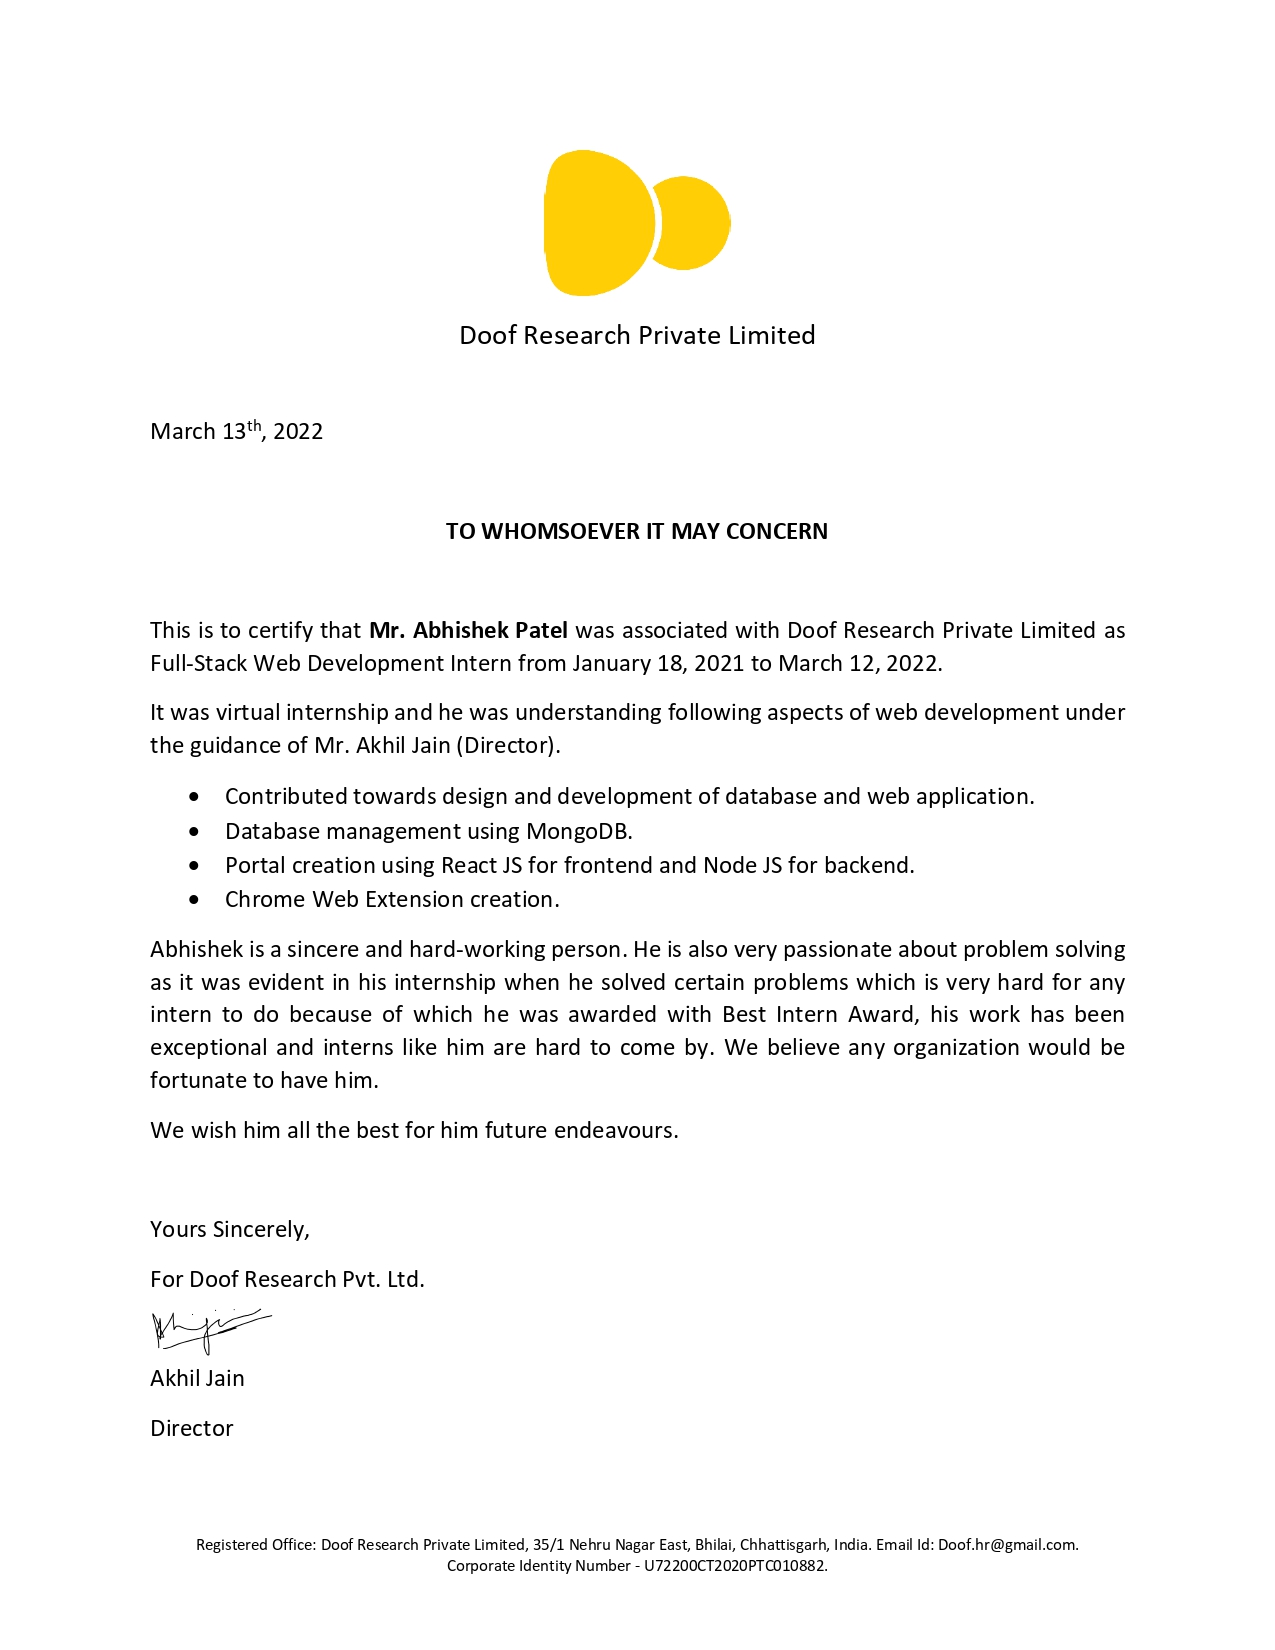 Doof Research Private Limited
March 13th, 2022
TO WHOMSOEVER IT MAY CONCERN
This is to certify that Mr. Abhishek Patel was associated with Doof Research Private Limited as
Full-Stack Web Development Intern from January 18, 2021 to March 12, 2022.
It was virtual internship and he was understanding following aspects of web development under
the guidance of Mr. Akhil Jain (Director).
• Contributed towards design and development of database and web application.
• Database management using MongoDB.
• Portal creation using React JS for frontend and Node JS for backend.
• Chrome Web Extension creation.
Abhishek is a sincere and hard-working person. He is also very passionate about problem solving
as it was evident in his internship when he solved certain problems which is very hard for any
intern to do because of which he was awarded with Best Intern Award, his work has been
exceptional and interns like him are hard to come by. We believe any organization would be
fortunate to have him.
We wish him all the best for him future endeavours.
Yours Sincerely,
For Doof Research Pvt. Ltd.
Akhil Jain
Director
Registered Office: Doof Research Private Limited, 35/1 Nehru Nagar East, Bhilai, Chhattisgarh, India. Email Id: Doof.hr@gmail.com.
Corporate Identity Number - U72200CT2020PTC010882.